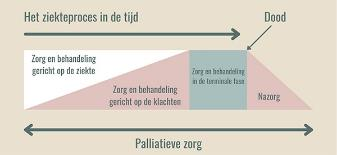 Het ziekteproces in de tijd
Dood
Zorg en behandeling
gericht op de ziekte
Zorg en behandeling
gericht op de klachten
Zorg en behandeling
in de terminale fase
Nazorg
Palliatieve zorg